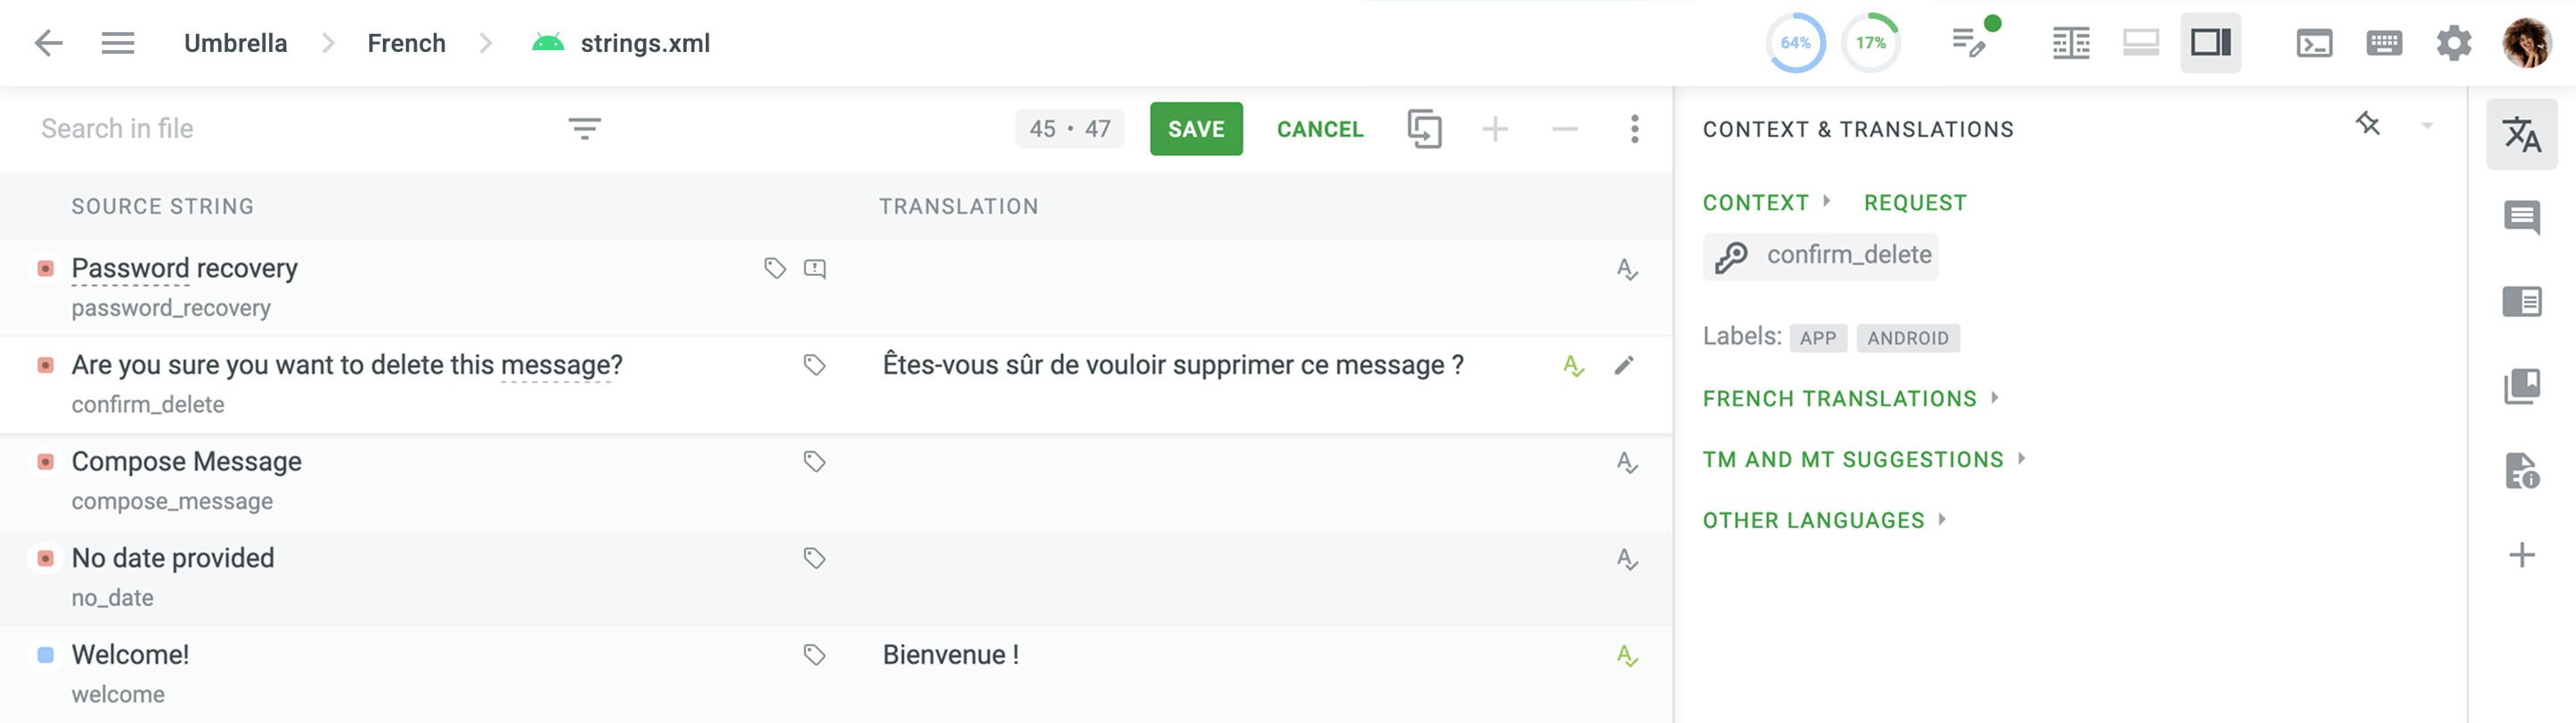 Umbrella French strings.xml 64% 17%
Search in file 45 • 47 SAVE CANCEL
SOURCE STRING TRANSLATION
Password recovery
password_recovery
Are you sure you want to delete this message? Êtes-vous sûr de vouloir supprimer ce message ?
confirm_delete
Compose Message
compose_message
No date provided
no_date
Welcome! Bienvenue !
welcome
CONTEXT & TRANSLATIONS
CONTEXT REQUEST
confirm_delete
Labels: APP ANDROID
FRENCH TRANSLATIONS
TM AND MT SUGGESTIONS
OTHER LANGUAGES